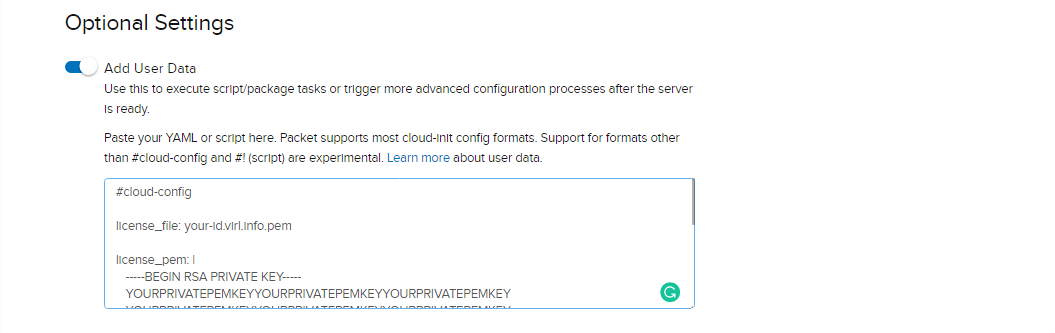 Optional Settings
Add User Data
Use this to execute script/package tasks or trigger more advanced configuration processes after the server
is ready.
Paste your YAML or script here. Packet supports most cloud-init config formats. Support for formats other
than #cloud-config and #! (script) are experimental. Learn more about user data.
#cloud-config
license_file: your-id.virl.info.pem
license_pem: |
-----BEGIN RSA PRIVATE KEY-----
YOURPRIVATEPEMKEYYOURPRIVATEPEMKEYYOURPRIVATEPEMKEY
YOURPRIVATEPEMKEYYOURPRIVATEPEMKEYYOURPRIVATEPEMKEY